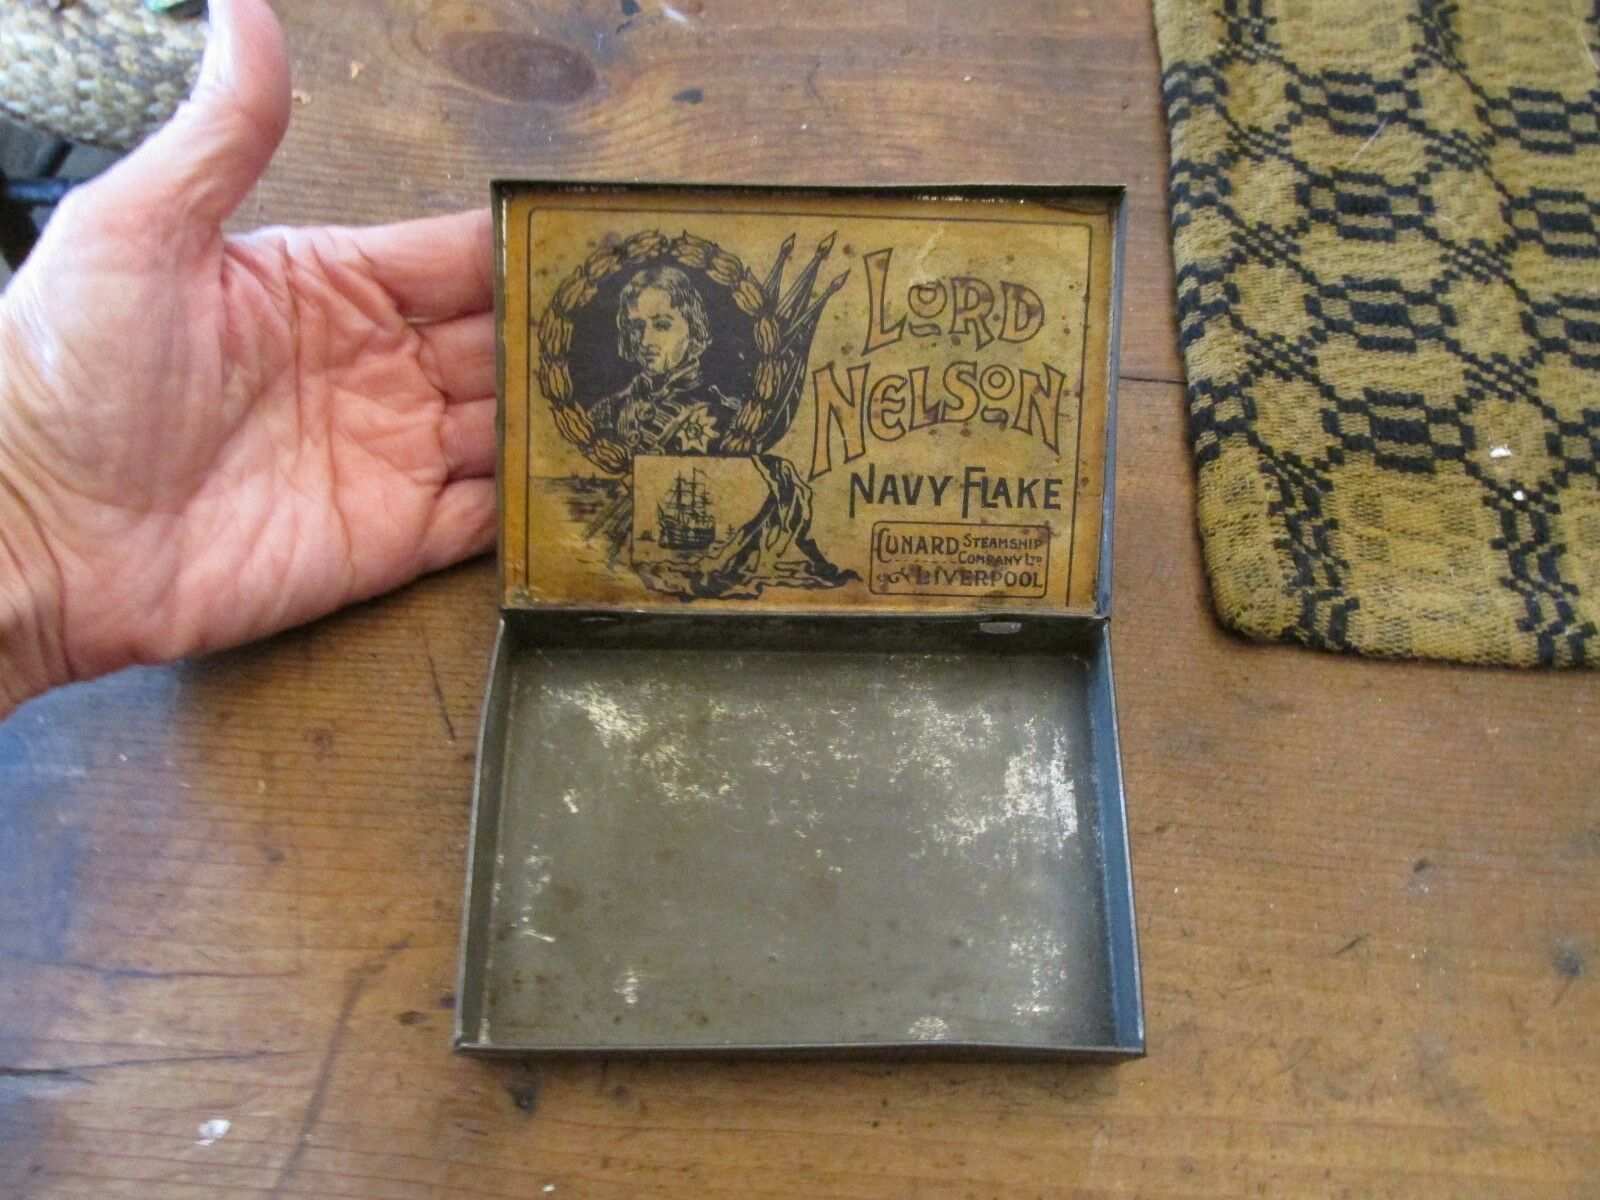 LORD
NELSON
NAVY FLAKE
CUNARD STEAMSHIP
COMPANY LTD
LIVERPOOL